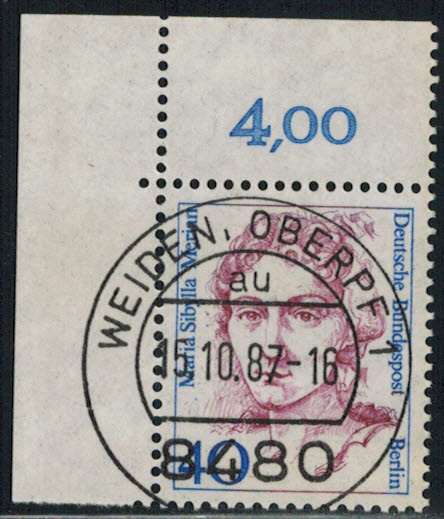 4,00
Maria Sibylla Merian
Deutsche Bundespost Berlin
WEIDEN, OBERPF 1
au
15.10.87-16
8480
40